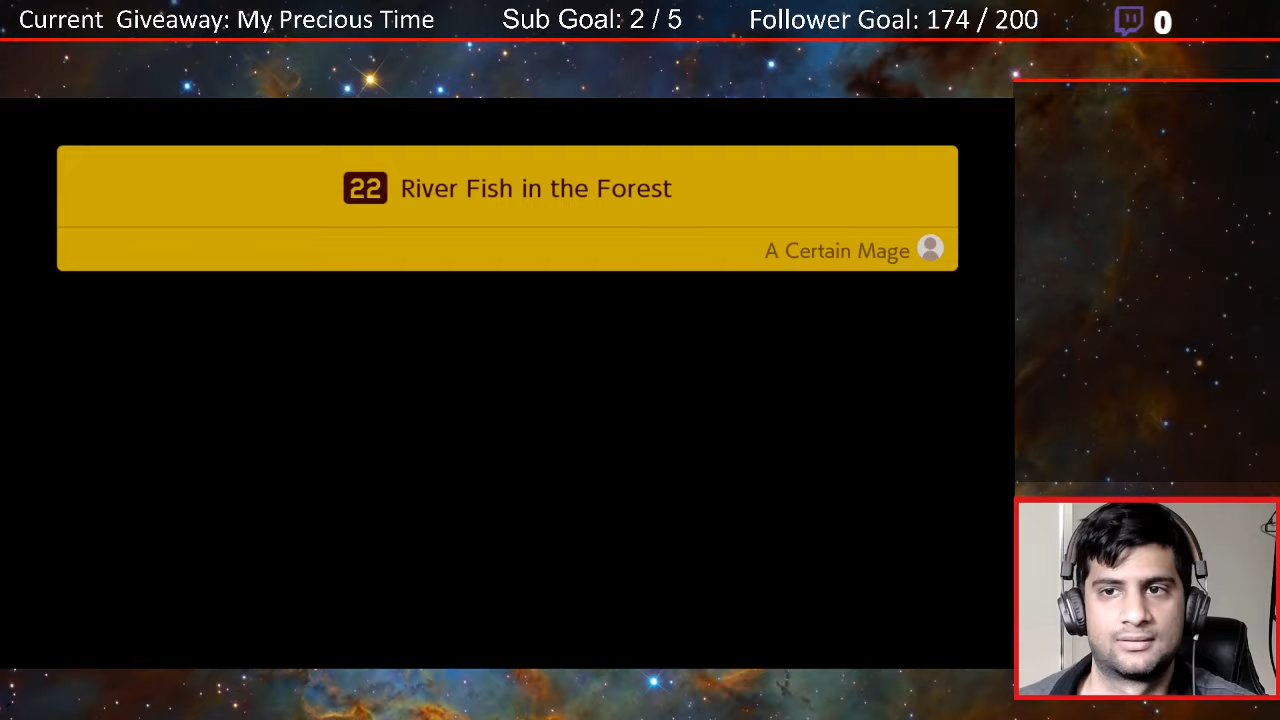 Current Giveaway: My Precious Time
Sub Goal: 2 / 5
Follower Goal: 174 / 200
0
22 River Fish in the Forest
A Certain Mage